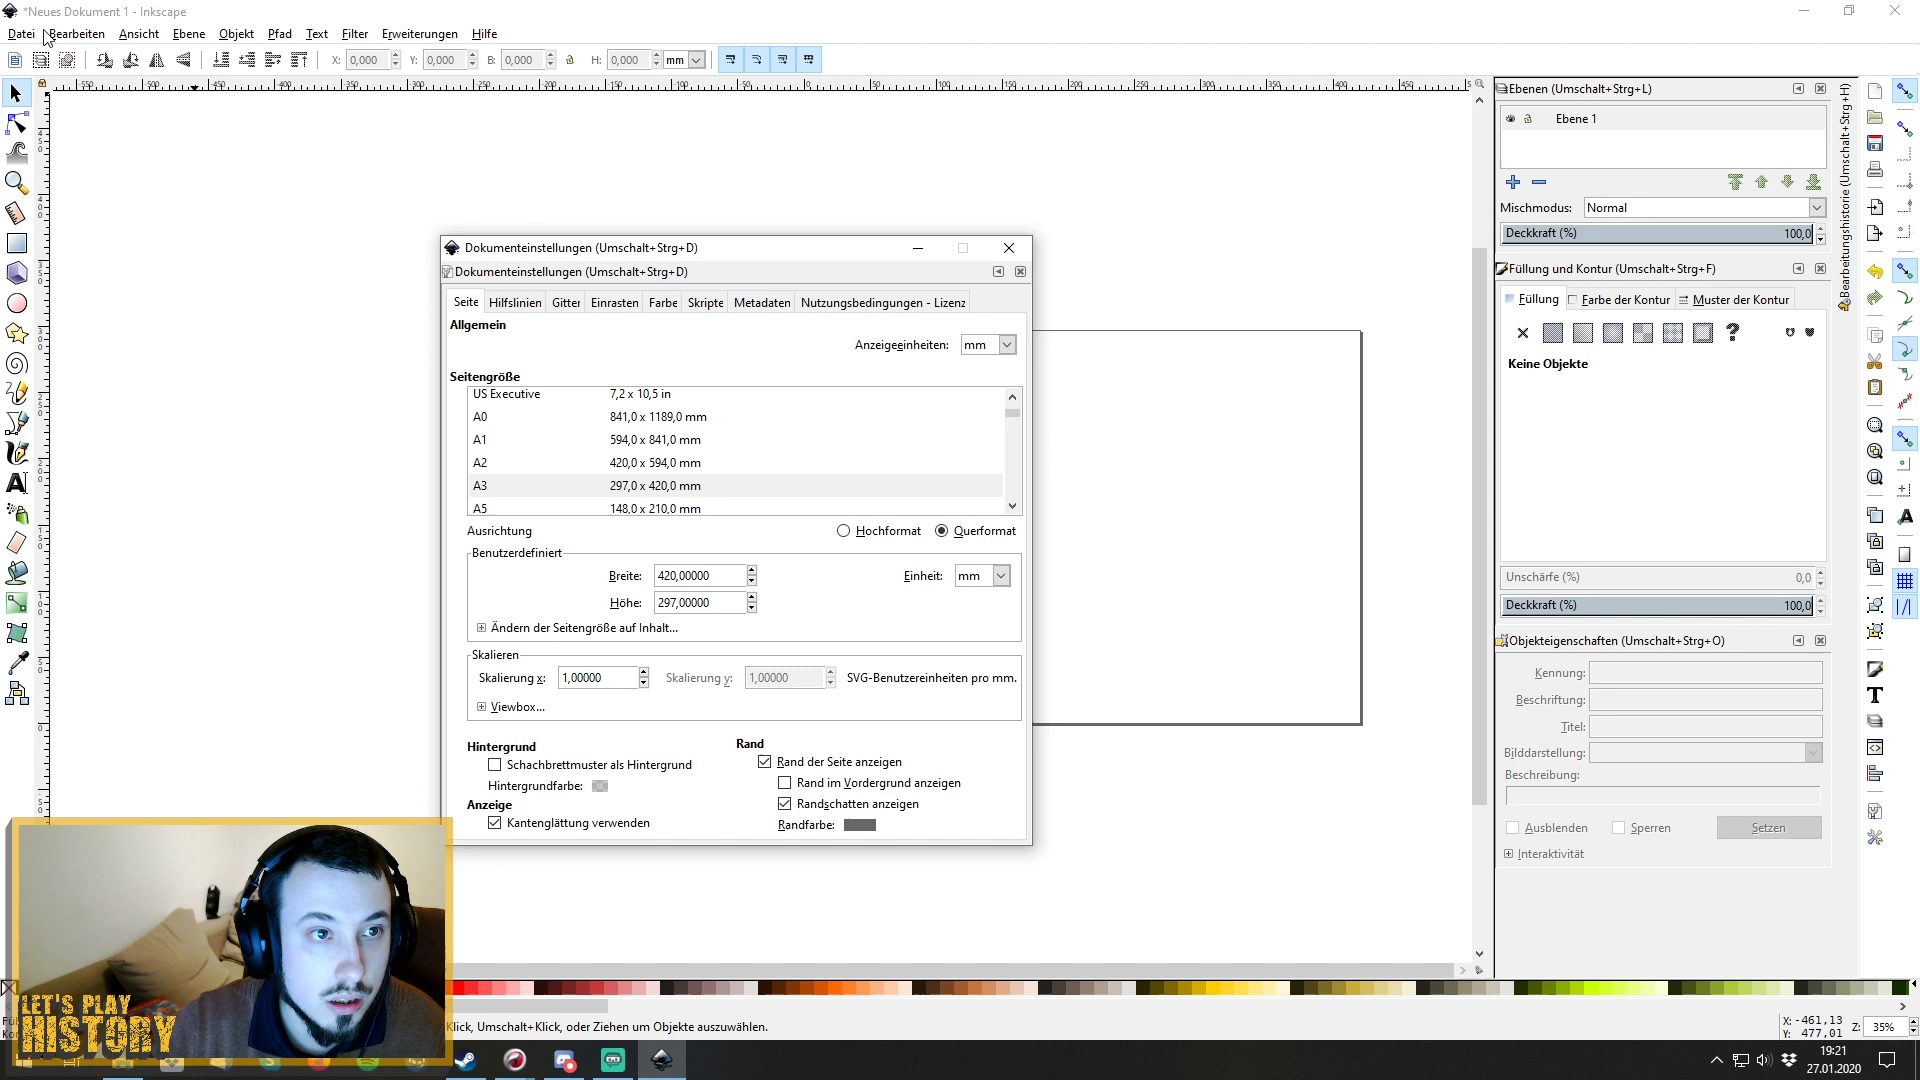 *Neues Dokument 1 - Inkscape
Datei Bearbeiten Ansicht Ebene Objekt Pfad Text Filter Erweiterungen Hilfe
X: 0,000 Y: 0,000 B: 0,000 H: 0,000 mm
Ebenen (Umschalt+Strg+L)
Ebene 1
Mischmodus: Normal
Deckkraft (%) 100,0
Bearbeitungshistorie (Umschalt+Strg+H)
Füllung und Kontur (Umschalt+Strg+F)
Füllung Farbe der Kontur Muster der Kontur
Keine Objekte
Unschärfe (%) 0,0
Deckkraft (%) 100,0
Objekteigenschaften (Umschalt+Strg+O)
Kennung:
Beschriftung:
Titel:
Bilddarstellung:
Beschreibung:
Ausblenden Sperren Setzen
Interaktivität
Dokumenteinstellungen (Umschalt+Strg+D)
Dokumenteinstellungen (Umschalt+Strg+D)
Seite Hilfslinien Gitter Einrasten Farbe Skripte Metadaten Nutzungsbedingungen - Lizenz
Allgemein
Anzeigeeinheiten: mm
Seitengröße
US Executive 7,2 x 10,5 in
A0 841,0 x 1189,0 mm
A1 594,0 x 841,0 mm
A2 420,0 x 594,0 mm
A3 297,0 x 420,0 mm
A5 148,0 x 210,0 mm
Ausrichtung Hochformat Querformat
Benutzerdefiniert
Breite: 420,00000 Einheit: mm
Höhe: 297,00000
Ändern der Seitengröße auf Inhalt...
Skalieren
Skalierung x: 1,00000 Skalierung y: 1,00000 SVG-Benutzereinheiten pro mm.
Viewbox...
Hintergrund
Schachbrettmuster als Hintergrund
Hintergrundfarbe:
Anzeige
Kantenglättung verwenden
Rand
Rand der Seite anzeigen
Rand im Vordergrund anzeigen
Randschatten anzeigen
Randfarbe:
LET'S PLAY
HISTORY
Klick, Umschalt+Klick, oder Ziehen um Objekte auszuwählen.
X: -461,13
Y: 477,01
Z: 35%
19:21
27.01.2020